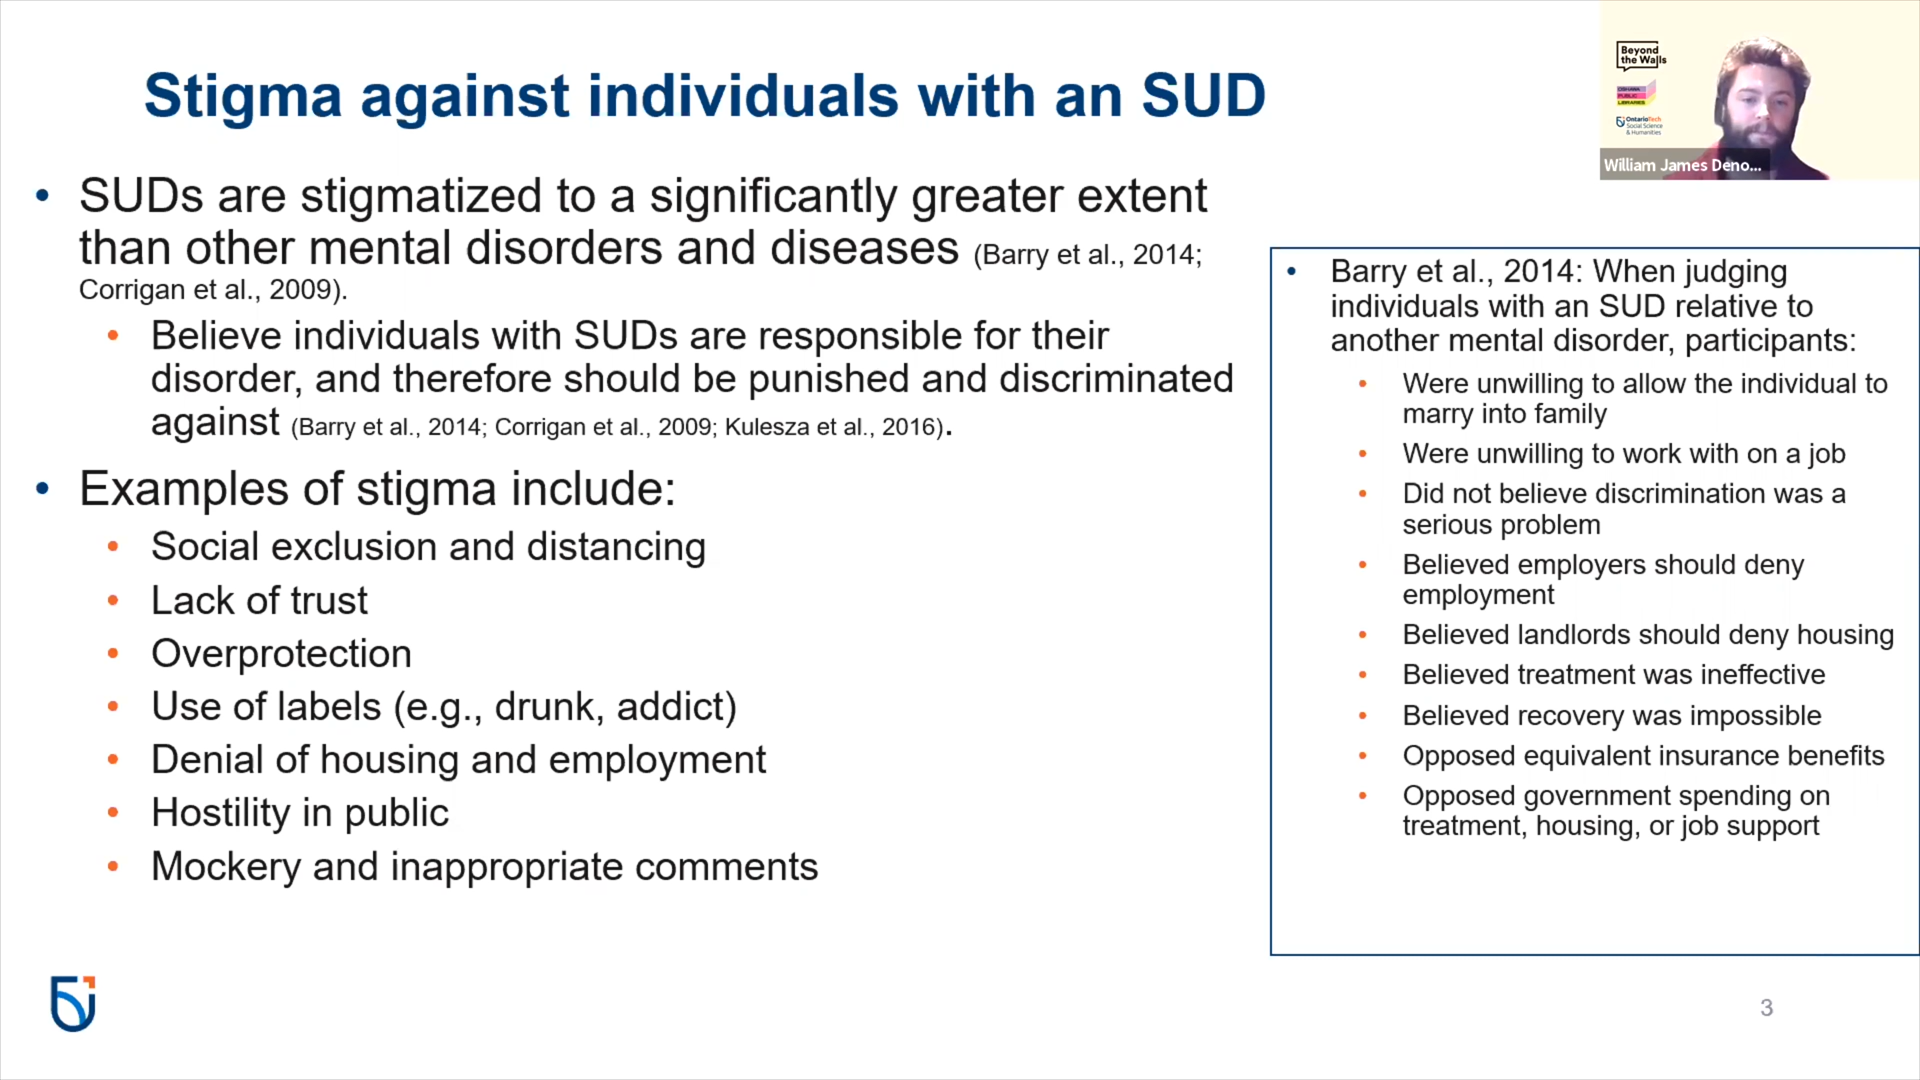 Stigma against individuals with an SUD
• SUDs are stigmatized to a significantly greater extent
than other mental disorders and diseases (Barry et al., 2014;
Corrigan et al., 2009).
• Believe individuals with SUDs are responsible for their
disorder, and therefore should be punished and discriminated
against (Barry et al., 2014; Corrigan et al., 2009; Kulesza et al., 2016).
• Examples of stigma include:
• Social exclusion and distancing
• Lack of trust
• Overprotection
• Use of labels (e.g., drunk, addict)
• Denial of housing and employment
• Hostility in public
• Mockery and inappropriate comments
Beyond
the Walls
OSHAWA
PUBLIC
LIBRARIES
OntarioTech
Social Science
& Humanities
William James Deno...
• Barry et al., 2014: When judging
individuals with an SUD relative to
another mental disorder, participants:
• Were unwilling to allow the individual to
marry into family
• Were unwilling to work with on a job
• Did not believe discrimination was a
serious problem
• Believed employers should deny
employment
• Believed landlords should deny housing
• Believed treatment was ineffective
• Believed recovery was impossible
• Opposed equivalent insurance benefits
• Opposed government spending on
treatment, housing, or job support
3